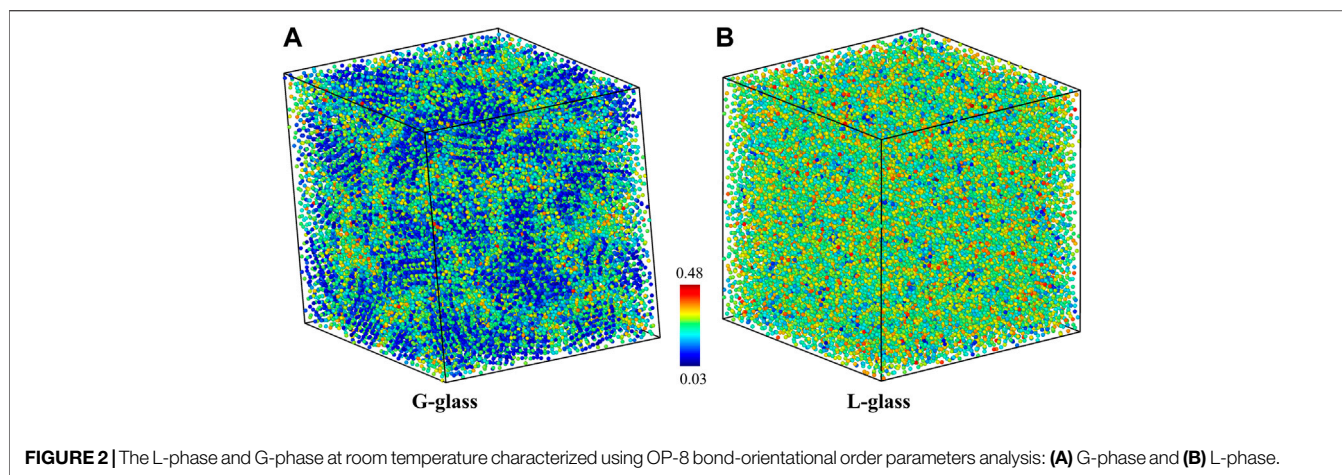 A
B
0.48
0.03
G-glass
L-glass
FIGURE 2 | The L-phase and G-phase at room temperature characterized using OP-8 bond-orientational order parameters analysis: (A) G-phase and (B) L-phase.